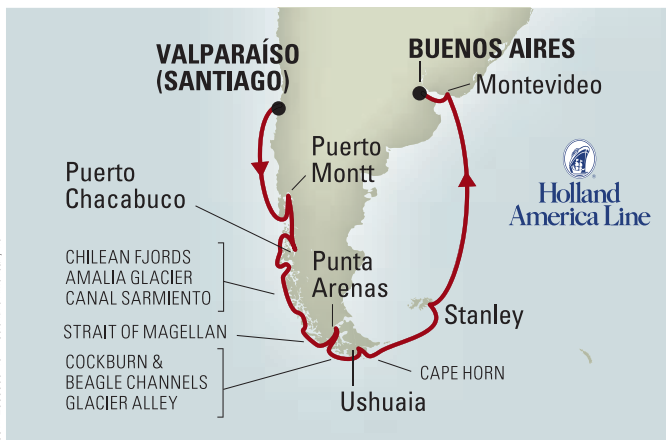 VALPARAÍSO
(SANTIAGO)
BUENOS AIRES
Montevideo
Puerto
Montt
Puerto
Chacabuco
Holland
America Line
CHILEAN FJORDS
AMALIA GLACIER
CANAL SARMIENTO
Punta
Arenas
Stanley
STRAIT OF MAGELLAN
COCKBURN &
BEAGLE CHANNELS
GLACIER ALLEY
CAPE HORN
Ushuaia